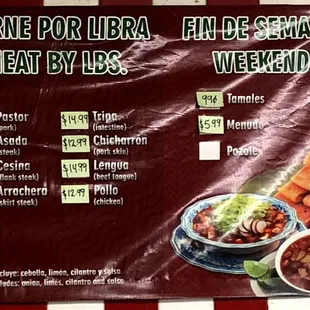 RNE POR LIBRA
EAT BY LBS.
Pastor
(pork)
$14.99
Tripa
(intestine)
Asada
(steak)
$12.99
Chicharrón
(pork skin)
Cesina
(flank steak)
$14.99
Lengua
(beef tongue)
Arrachera
(skirt steak)
$12.99
Pollo
(chicken)
ncluye: cebolla, limón, cilantro y salsa
ludes: onion, limes, cilantro and salsa
FIN DE SEMA
WEEKEND
99¢ Tamales
$5.99 Menudo
Pozole